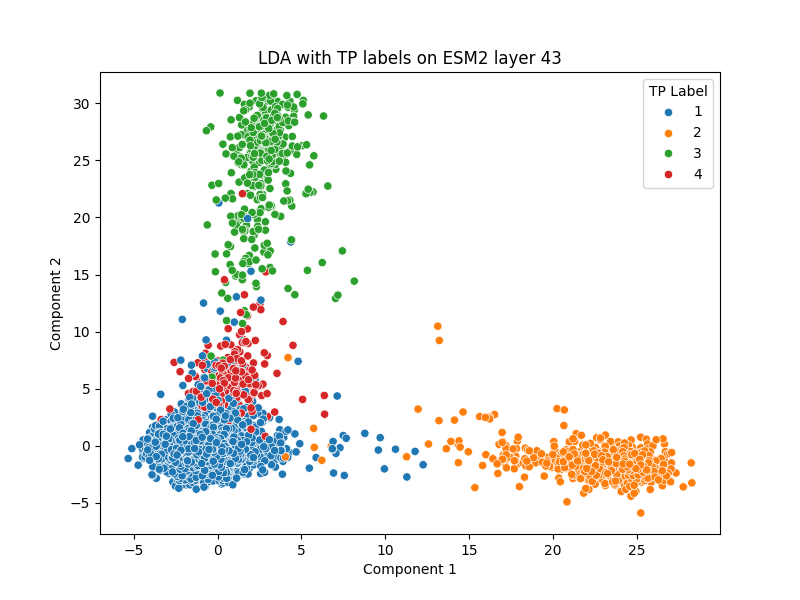 LDA with TP labels on ESM2 layer 43
TP Label
1
2
3
4
30
25
20
15
10
5
0
−5
Component 2
−5 0 5 10 15 20 25
Component 1